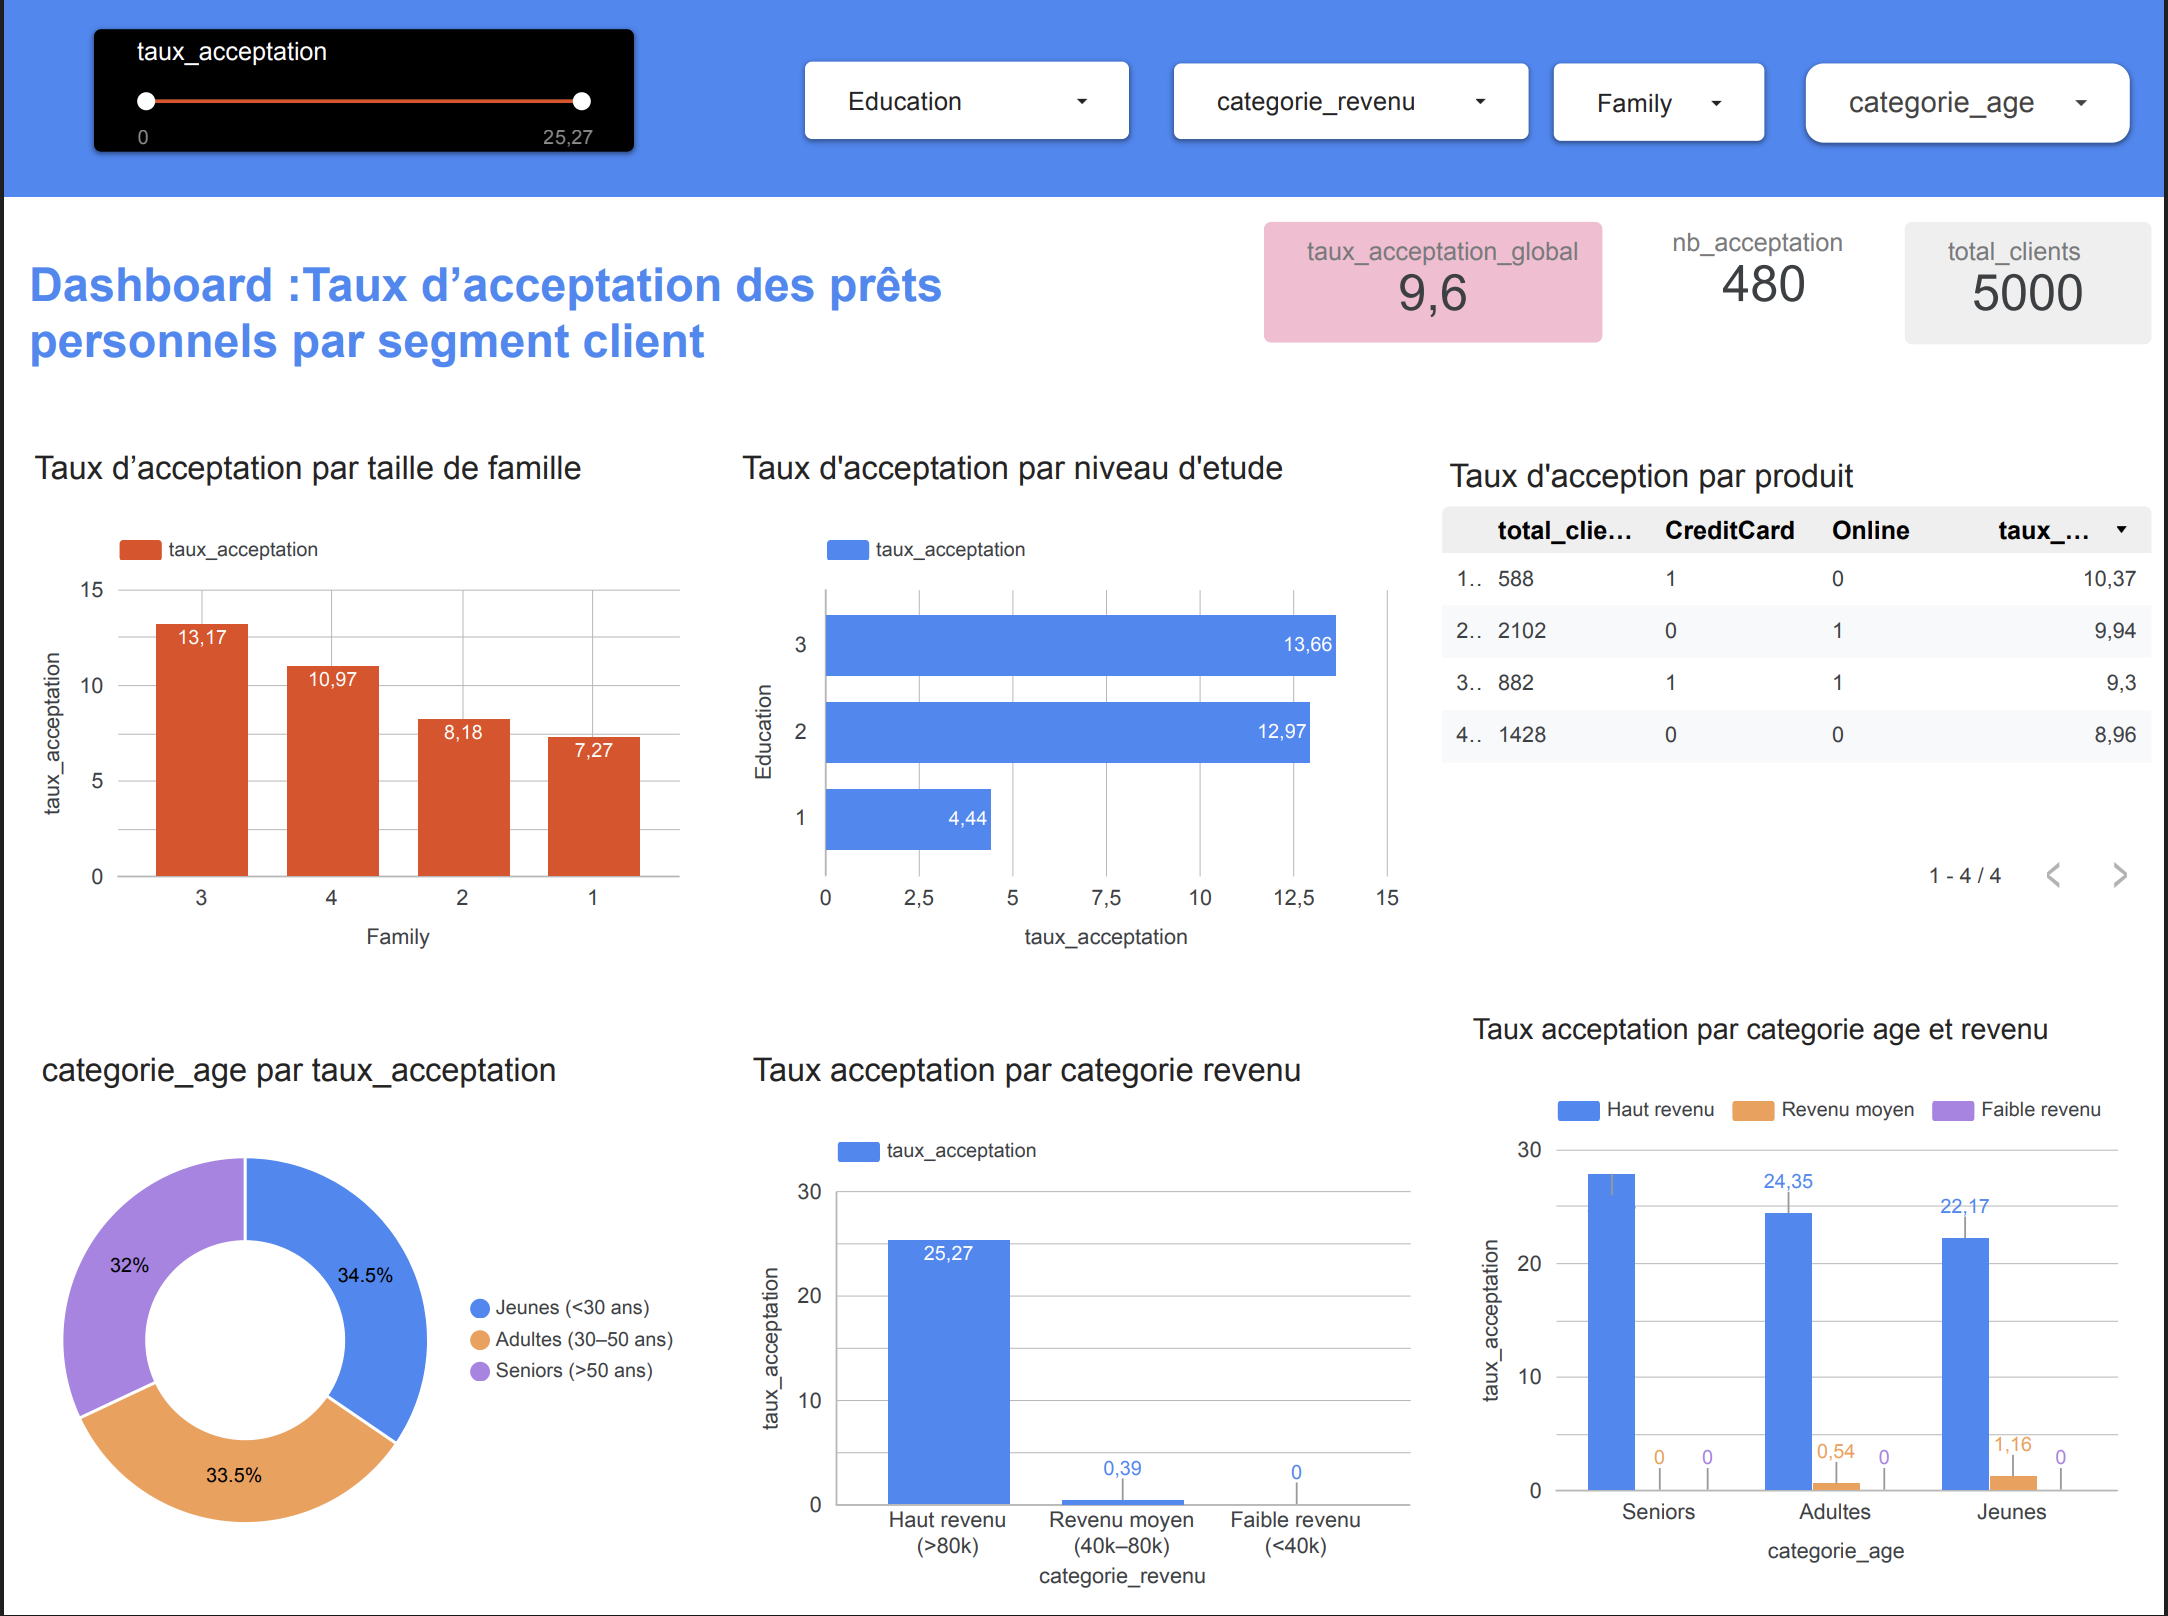 taux_acceptation
0
25,27
Education
categorie_revenu
Family
categorie_age
Dashboard :Taux d’acceptation des prêts
personnels par segment client
taux_acceptation_global
9,6
nb_acceptation
480
total_clients
5000
Taux d’acceptation par taille de famille
taux_acceptation
15
10
5
0
taux_acceptation
13,17
10,97
8,18
7,27
3
4
2
1
Family
Taux d'acceptation par niveau d'etude
taux_acceptation
Education
3
13,66
2
12,97
1
4,44
0
2,5
5
7,5
10
12,5
15
taux_acceptation
Taux d'acception par produit
total_clie… CreditCard Online taux_…
1.. 588 1 0 10,37
2.. 2102 0 1 9,94
3.. 882 1 1 9,3
4.. 1428 0 0 8,96
1 - 4 / 4
categorie_age par taux_acceptation
32%
34.5%
33.5%
Jeunes (<30 ans)
Adultes (30–50 ans)
Seniors (>50 ans)
Taux acceptation par categorie revenu
taux_acceptation
30
20
10
0
taux_acceptation
25,27
0,39
0
Haut revenu
(>80k)
Revenu moyen
(40k–80k)
Faible revenu
(<40k)
categorie_revenu
Taux acceptation par categorie age et revenu
Haut revenu
Revenu moyen
Faible revenu
30
20
10
0
taux_acceptation
0
0
24,35
0,54
0
22,17
1,16
0
Seniors
Adultes
Jeunes
categorie_age